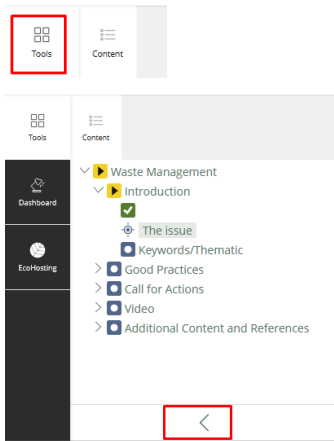 Tools
Content
Tools
Content
Dashboard
EcoHosting
Waste Management
Introduction
The issue
Keywords/Thematic
Good Practices
Call for Actions
Video
Additional Content and References